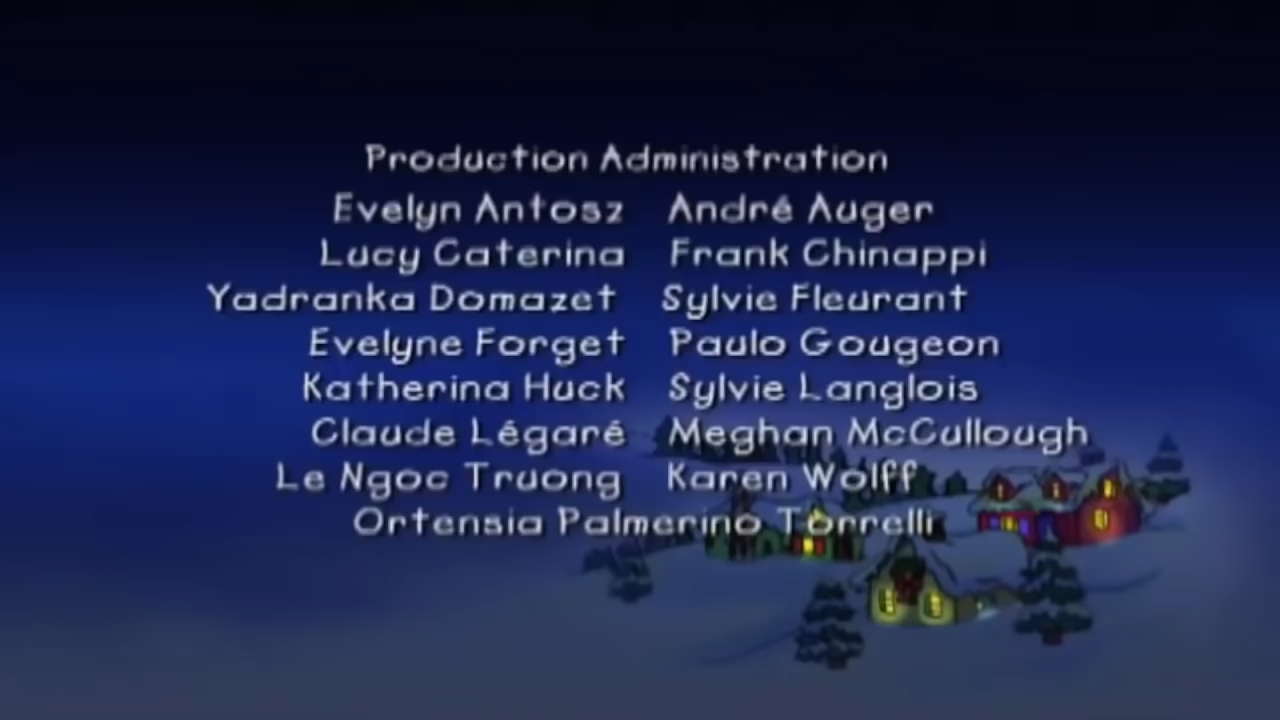 Production Administration
Evelyn Antosz André Auger
Lucy Caterina Frank Chinappi
Yadranka Domazet Sylvie Fleurant
Evelyne Forget Paulo Gougeon
Katherina Huck Sylvie Langlois
Claude Légaré Meghan McCullough
Le Ngoc Truong Karen Wolff
Ortensia Palmerino Torrelli